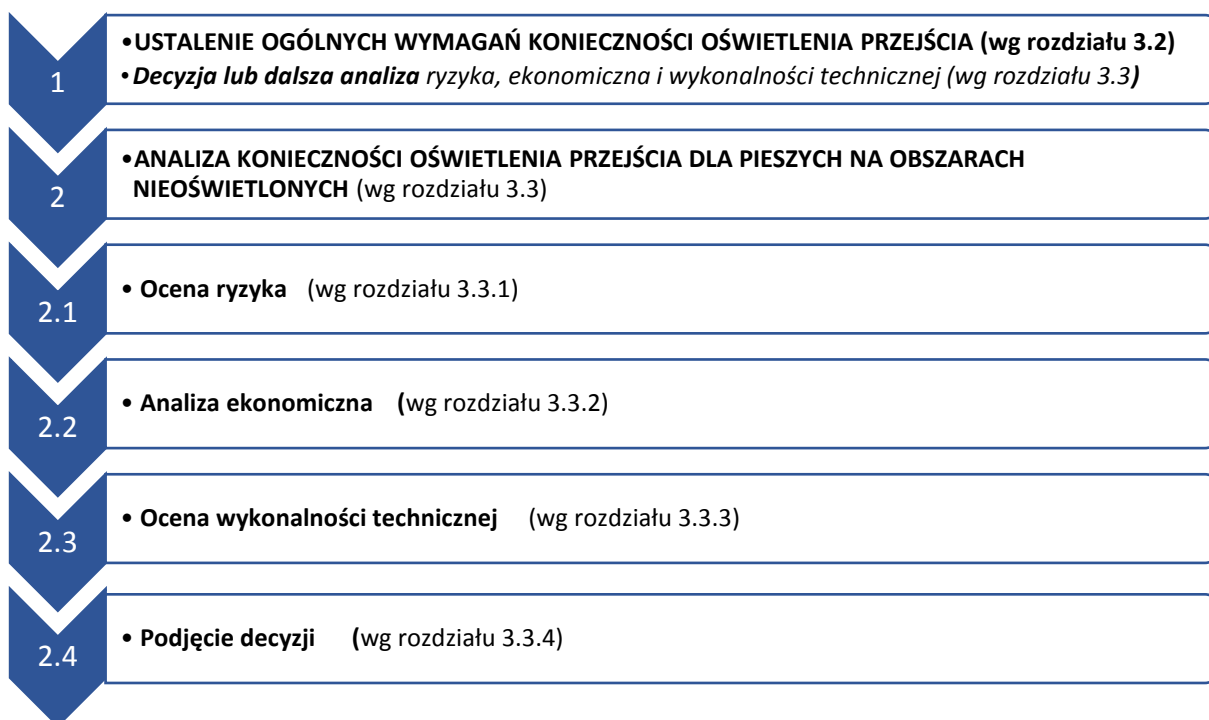 1
•USTALENIE OGÓLNYCH WYMAGAŃ KONIECZNOŚCI OŚWIETLENIA PRZEJŚCIA (wg rozdziału 3.2)
•Decyzja lub dalsza analiza ryzyka, ekonomiczna i wykonalności technicznej (wg rozdziału 3.3)
2
•ANALIZA KONIECZNOŚCI OŚWIETLENIA PRZEJŚCIA DLA PIESZYCH NA OBSZARACH
NIEOŚWIETLONYCH (wg rozdziału 3.3)
2.1
• Ocena ryzyka (wg rozdziału 3.3.1)
2.2
• Analiza ekonomiczna (wg rozdziału 3.3.2)
2.3
• Ocena wykonalności technicznej (wg rozdziału 3.3.3)
2.4
• Podjęcie decyzji (wg rozdziału 3.3.4)